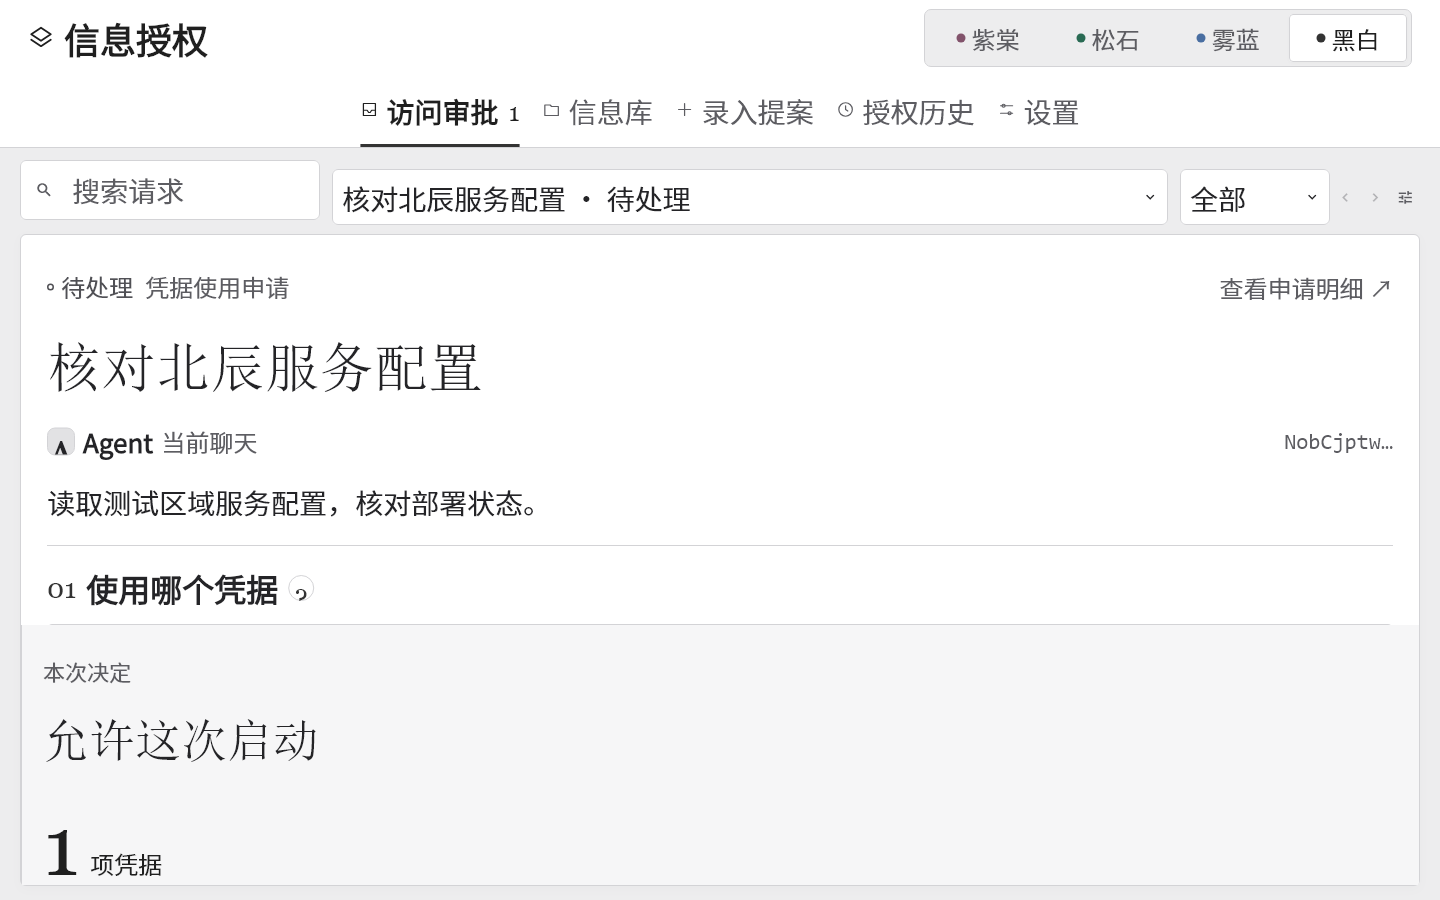 信息授权
紫棠 松石 雾蓝 黑白
访问审批 1 信息库 录入提案 授权历史 设置
搜索请求 核对北辰服务配置 · 待处理 全部
待处理 凭据使用申请 查看申请明细 ↗
核对北辰服务配置
Agent 当前聊天 NobCjptw…
读取测试区域服务配置，核对部署状态。
01 使用哪个凭据 ?
本次决定
允许这次启动
1 项凭据